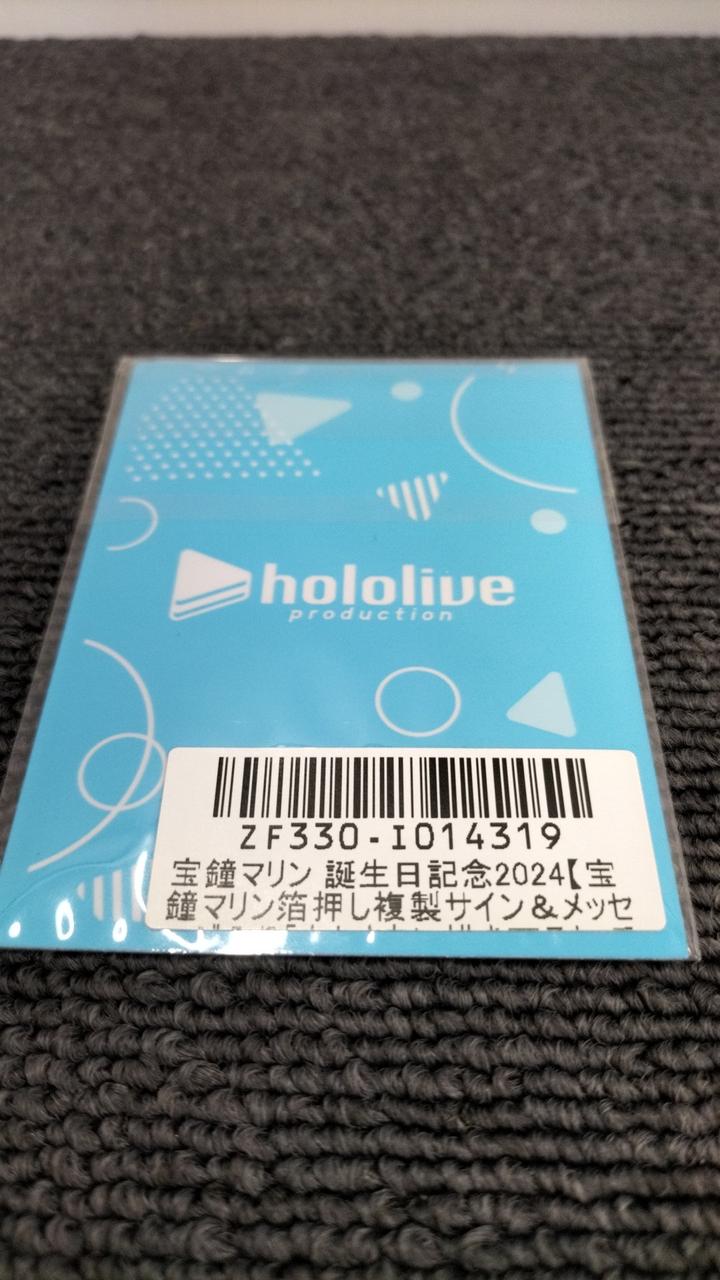 hololive
production
ZF330-I014319
宝鐘マリン 誕生日記念2024【宝
鐘マリン箔押し複製サイン＆メッセ